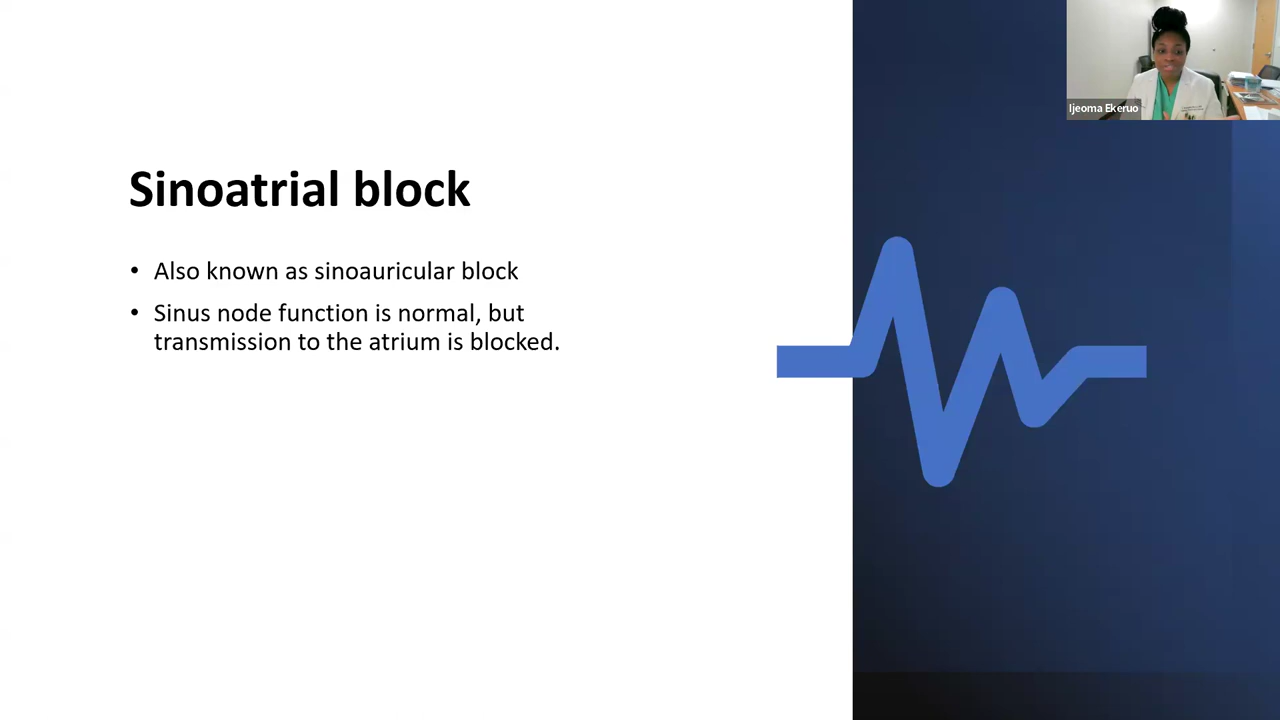 Ijeoma Ekeruo
Sinoatrial block
• Also known as sinoauricular block
• Sinus node function is normal, but
transmission to the atrium is blocked.